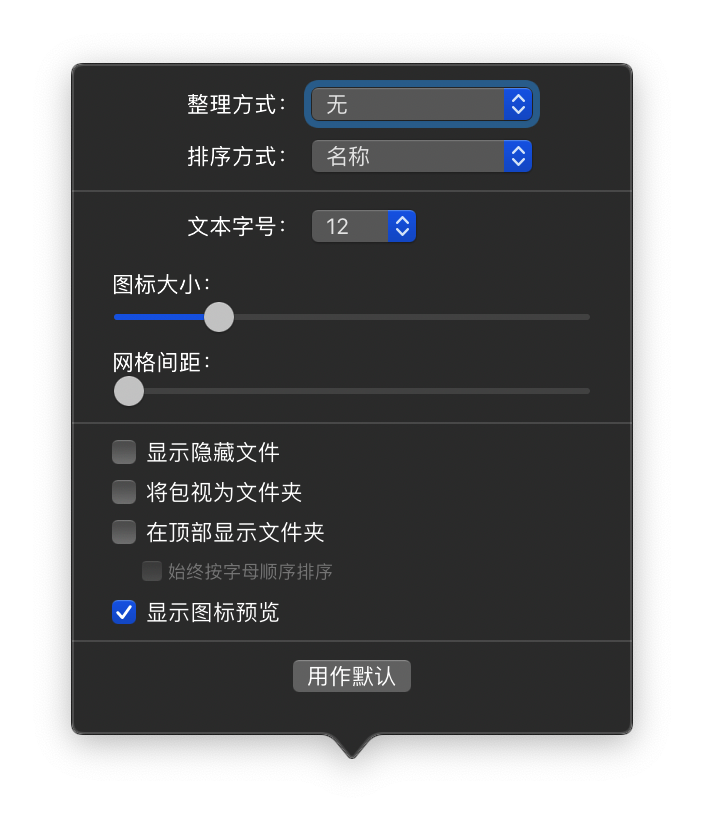 整理方式： 无
排序方式： 名称
文本字号： 12
图标大小：
网格间距：
显示隐藏文件
将包视为文件夹
在顶部显示文件夹
始终按字母顺序排序
显示图标预览
用作默认